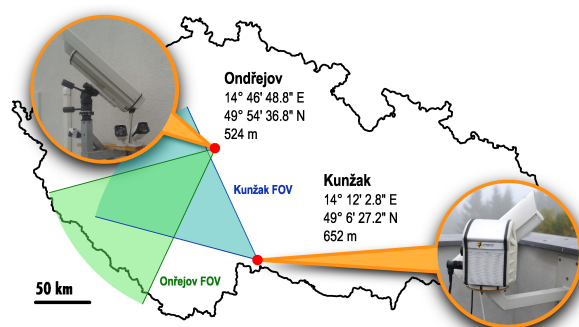 Ondřejov
14° 46' 48.8" E
49° 54' 36.8" N
524 m
Kunžak FOV
Kunžak
14° 12' 2.8" E
49° 6' 27.2" N
652 m
Onřejov FOV
50 km